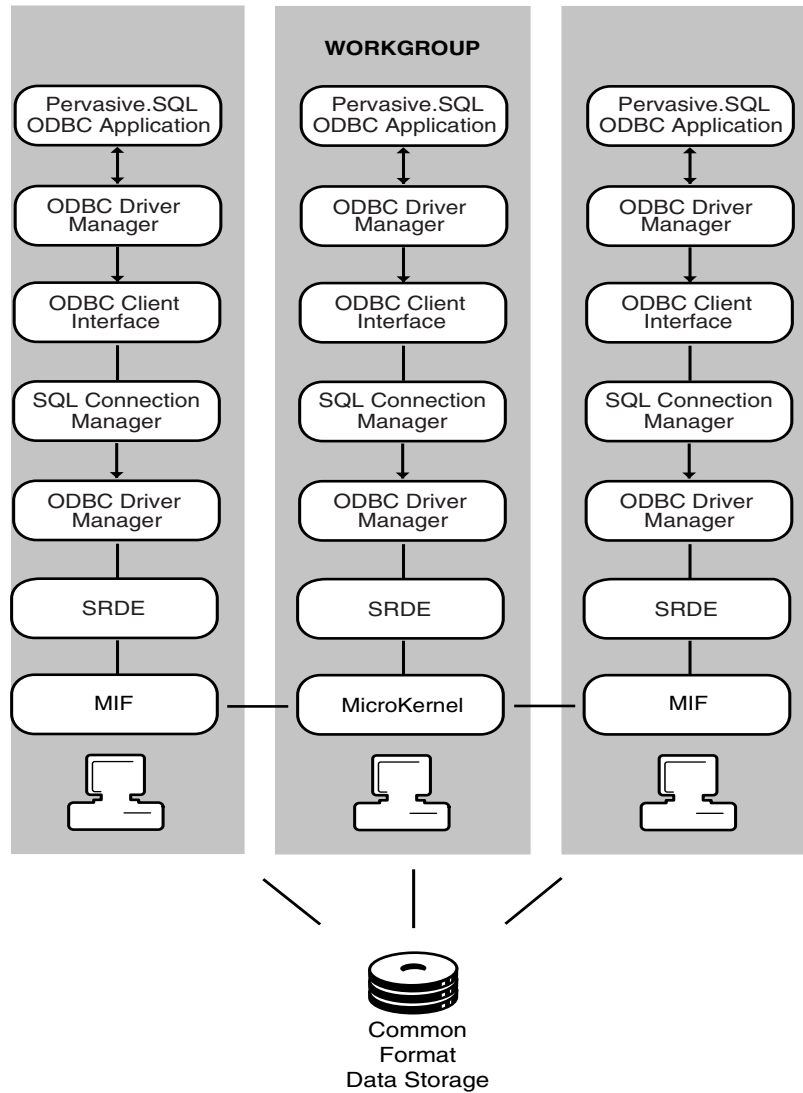 WORKGROUP
Pervasive.SQL
ODBC Application
Pervasive.SQL
ODBC Application
Pervasive.SQL
ODBC Application
ODBC Driver
Manager
ODBC Driver
Manager
ODBC Driver
Manager
ODBC Client
Interface
ODBC Client
Interface
ODBC Client
Interface
SQL Connection
Manager
SQL Connection
Manager
SQL Connection
Manager
ODBC Driver
Manager
ODBC Driver
Manager
ODBC Driver
Manager
SRDE
SRDE
SRDE
MIF
MicroKernel
MIF
Common
Format
Data Storage